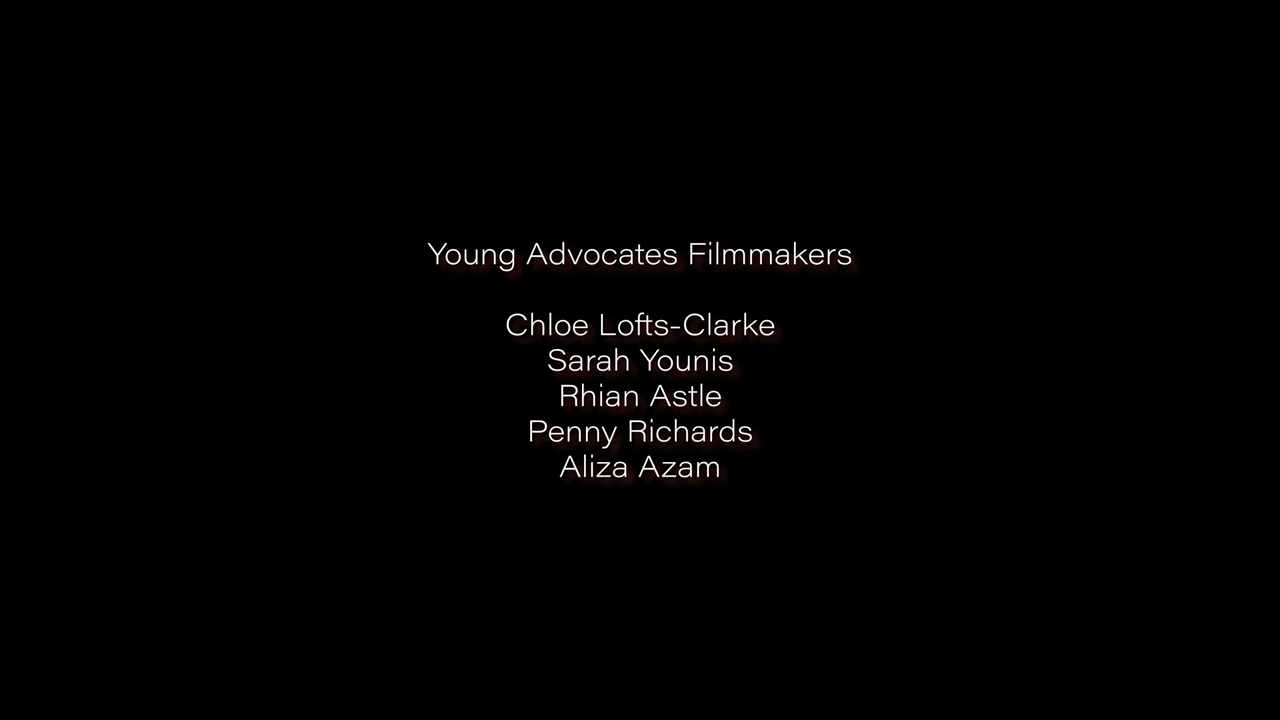 Young Advocates Filmmakers
Chloe Lofts-Clarke
Sarah Younis
Rhian Astle
Penny Richards
Aliza Azam